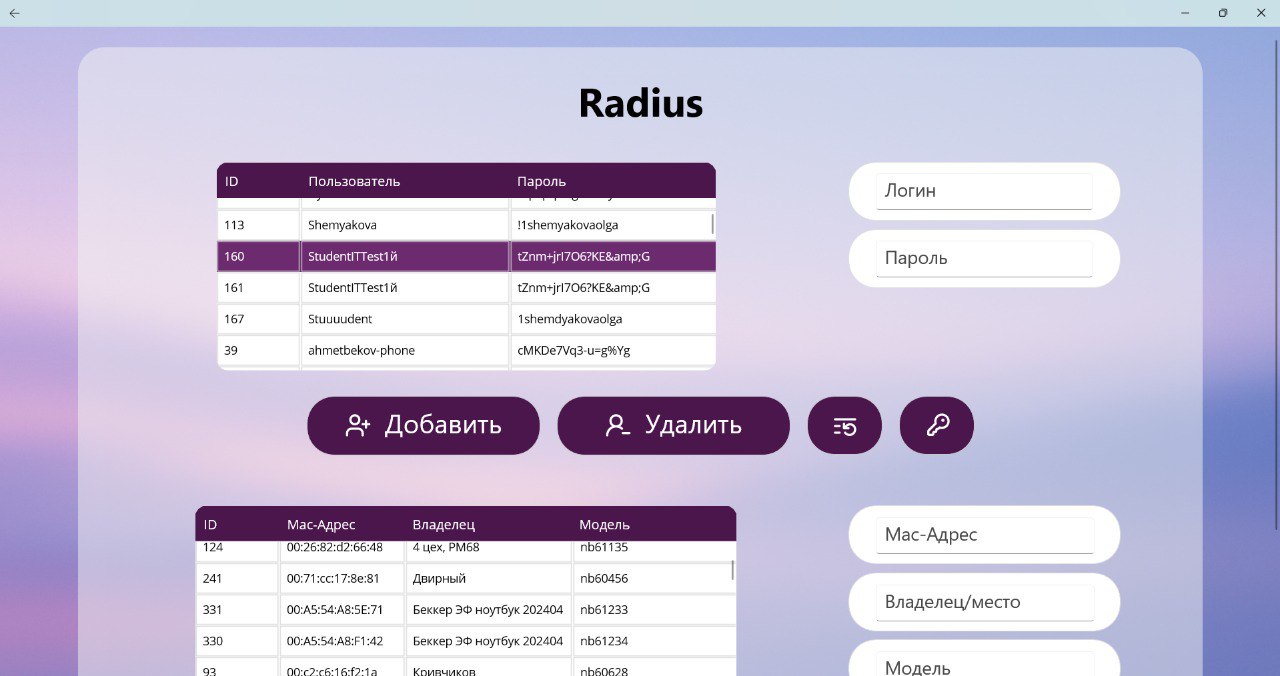 Radius
ID Пользователь Пароль
113 Shemyakova !1shemyakovaolga
160 StudentITTest1й tZnm+jrI7O6?KE&amp;G
161 StudentITTest1й tZnm+jrI7O6?KE&amp;G
167 Stuuuudent 1shemdyakovaolga
39 ahmetbekov-phone cMKDe7Vq3-u=g%Yg
Логин
Пароль
Добавить Удалить
ID Мас-Адрес Владелец Модель
124 00:26:82:d2:66:48 4 цех, РМ68 nb61135
241 00:71:cc:17:8e:81 Двирный nb60456
331 00:A5:54:A8:5E:71 Беккер ЭФ ноутбук 202404 nb61233
330 00:A5:54:A8:F1:42 Беккер ЭФ ноутбук 202404 nb61234
93 00:c2:c6:16:f2:1a Кривчиков nb60628
Мас-Адрес
Владелец/место
Модель